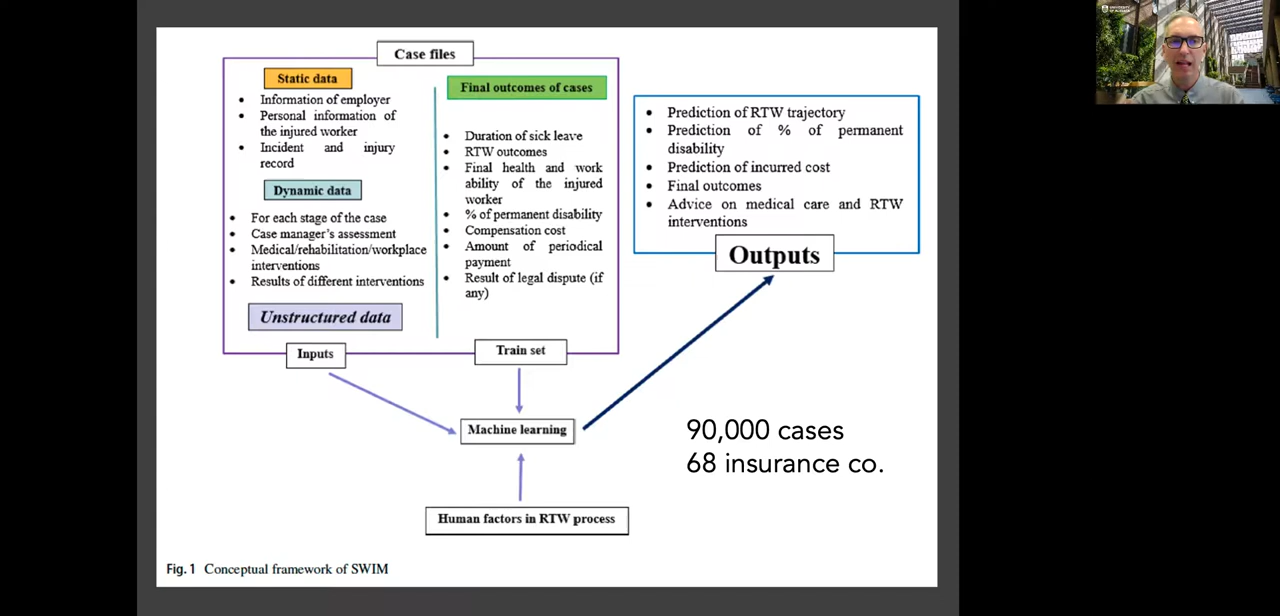 Case files
Static data
• Information of employer
• Personal information of
the injured worker
• Incident and injury
record
Dynamic data
• For each stage of the case
• Case manager's assessment
• Medical/rehabilitation/workplace
interventions
• Results of different interventions
Unstructured data
Inputs
Final outcomes of cases
• Duration of sick leave
• RTW outcomes
• Final health and work
ability of the injured
worker
• % of permanent disability
• Compensation cost
• Amount of periodical
payment
• Result of legal dispute (if
any)
Train set
• Prediction of RTW trajectory
• Prediction of % of permanent
disability
• Prediction of incurred cost
• Final outcomes
• Advice on medical care and RTW
interventions
Outputs
Machine learning
90,000 cases
68 insurance co.
Human factors in RTW process
Fig. 1 Conceptual framework of SWIM